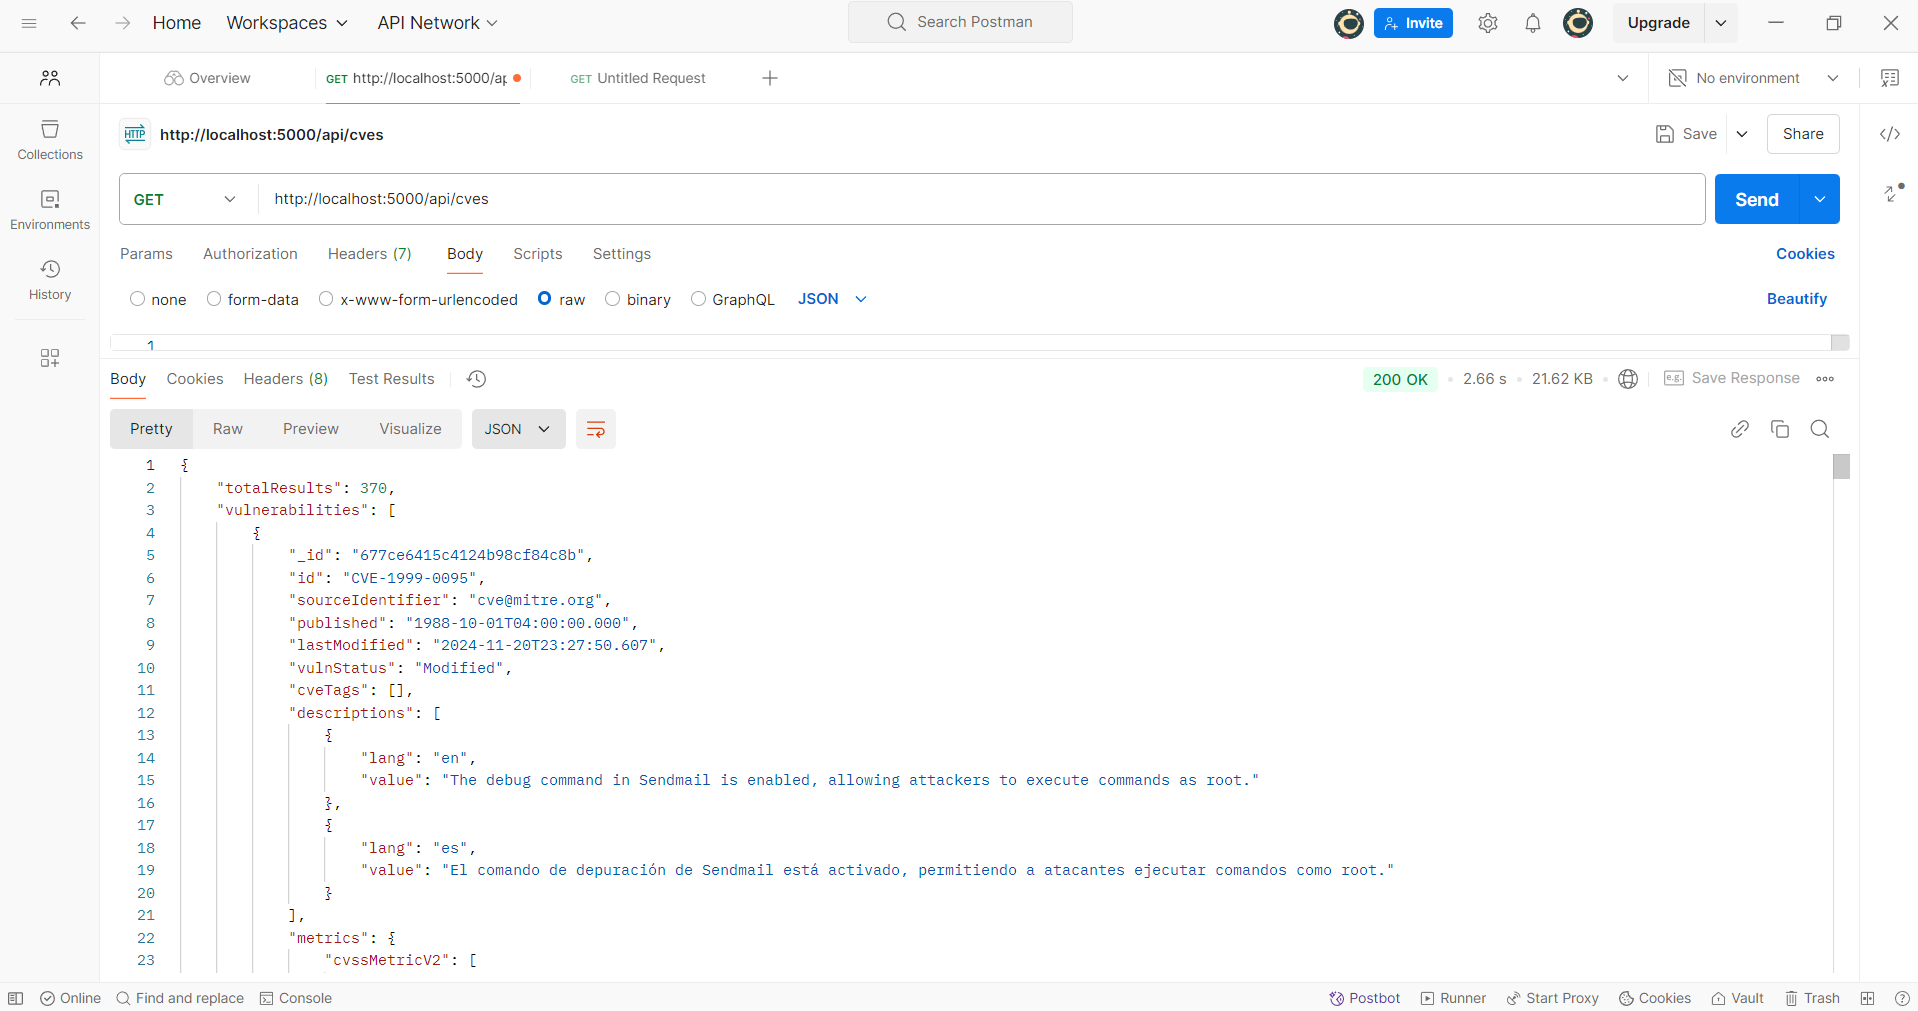 Home Workspaces API Network Search Postman Invite Upgrade
Overview GET http://localhost:5000/ap GET Untitled Request No environment
HTTP http://localhost:5000/api/cves Save Share
Collections
GET http://localhost:5000/api/cves Send
Environments
Params Authorization Headers (7) Body Scripts Settings Cookies
History
none form-data x-www-form-urlencoded raw binary GraphQL JSON Beautify
1
Body Cookies Headers (8) Test Results 200 OK 2.66 s 21.62 KB e.g. Save Response
Pretty Raw Preview Visualize JSON
1 {
2 "totalResults": 370,
3 "vulnerabilities": [
4 {
5 "_id": "677ce6415c4124b98cf84c8b",
6 "id": "CVE-1999-0095",
7 "sourceIdentifier": "cve@mitre.org",
8 "published": "1988-10-01T04:00:00.000",
9 "lastModified": "2024-11-20T23:27:50.607",
10 "vulnStatus": "Modified",
11 "cveTags": [],
12 "descriptions": [
13 {
14 "lang": "en",
15 "value": "The debug command in Sendmail is enabled, allowing attackers to execute commands as root."
16 },
17 {
18 "lang": "es",
19 "value": "El comando de depuración de Sendmail está activado, permitiendo a atacantes ejecutar comandos como root."
20 }
21 ],
22 "metrics": {
23 "cvssMetricV2": [
Online Find and replace Console Postbot Runner Start Proxy Cookies Vault Trash